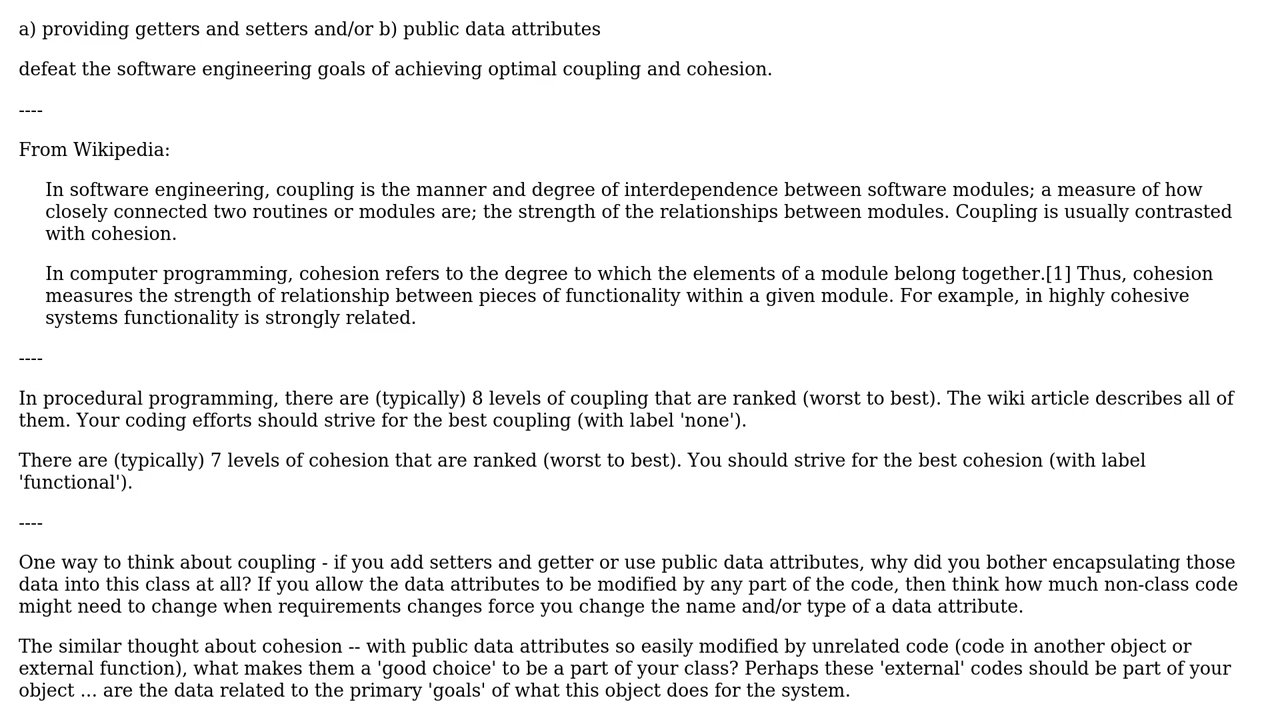 a) providing getters and setters and/or b) public data attributes
defeat the software engineering goals of achieving optimal coupling and cohesion.
----
From Wikipedia:
In software engineering, coupling is the manner and degree of interdependence between software modules; a measure of how
closely connected two routines or modules are; the strength of the relationships between modules. Coupling is usually contrasted
with cohesion.
In computer programming, cohesion refers to the degree to which the elements of a module belong together.[1] Thus, cohesion
measures the strength of relationship between pieces of functionality within a given module. For example, in highly cohesive
systems functionality is strongly related.
----
In procedural programming, there are (typically) 8 levels of coupling that are ranked (worst to best). The wiki article describes all of
them. Your coding efforts should strive for the best coupling (with label 'none').
There are (typically) 7 levels of cohesion that are ranked (worst to best). You should strive for the best cohesion (with label
'functional').
----
One way to think about coupling - if you add setters and getter or use public data attributes, why did you bother encapsulating those
data into this class at all? If you allow the data attributes to be modified by any part of the code, then think how much non-class code
might need to change when requirements changes force you change the name and/or type of a data attribute.
The similar thought about cohesion -- with public data attributes so easily modified by unrelated code (code in another object or
external function), what makes them a 'good choice' to be a part of your class? Perhaps these 'external' codes should be part of your
object ... are the data related to the primary 'goals' of what this object does for the system.